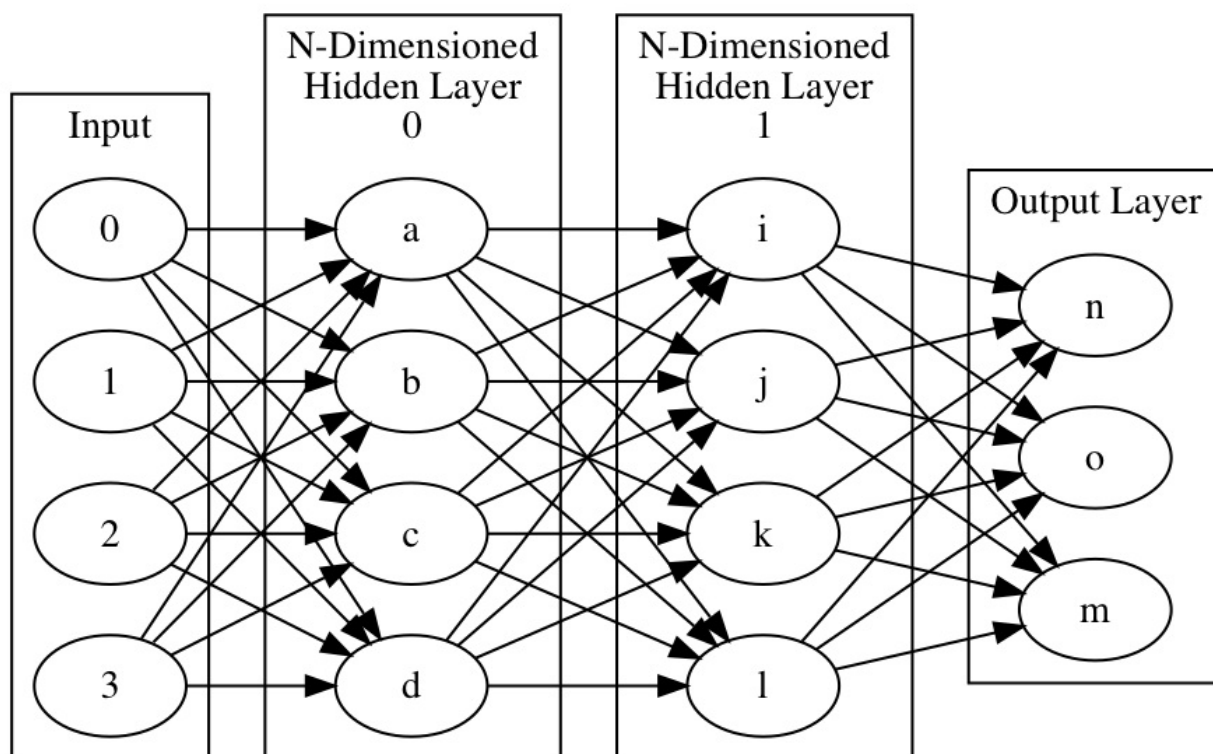 Input
0
1
2
3
N-Dimensioned
Hidden Layer
0
a
b
c
d
N-Dimensioned
Hidden Layer
1
i
j
k
l
Output Layer
n
o
m